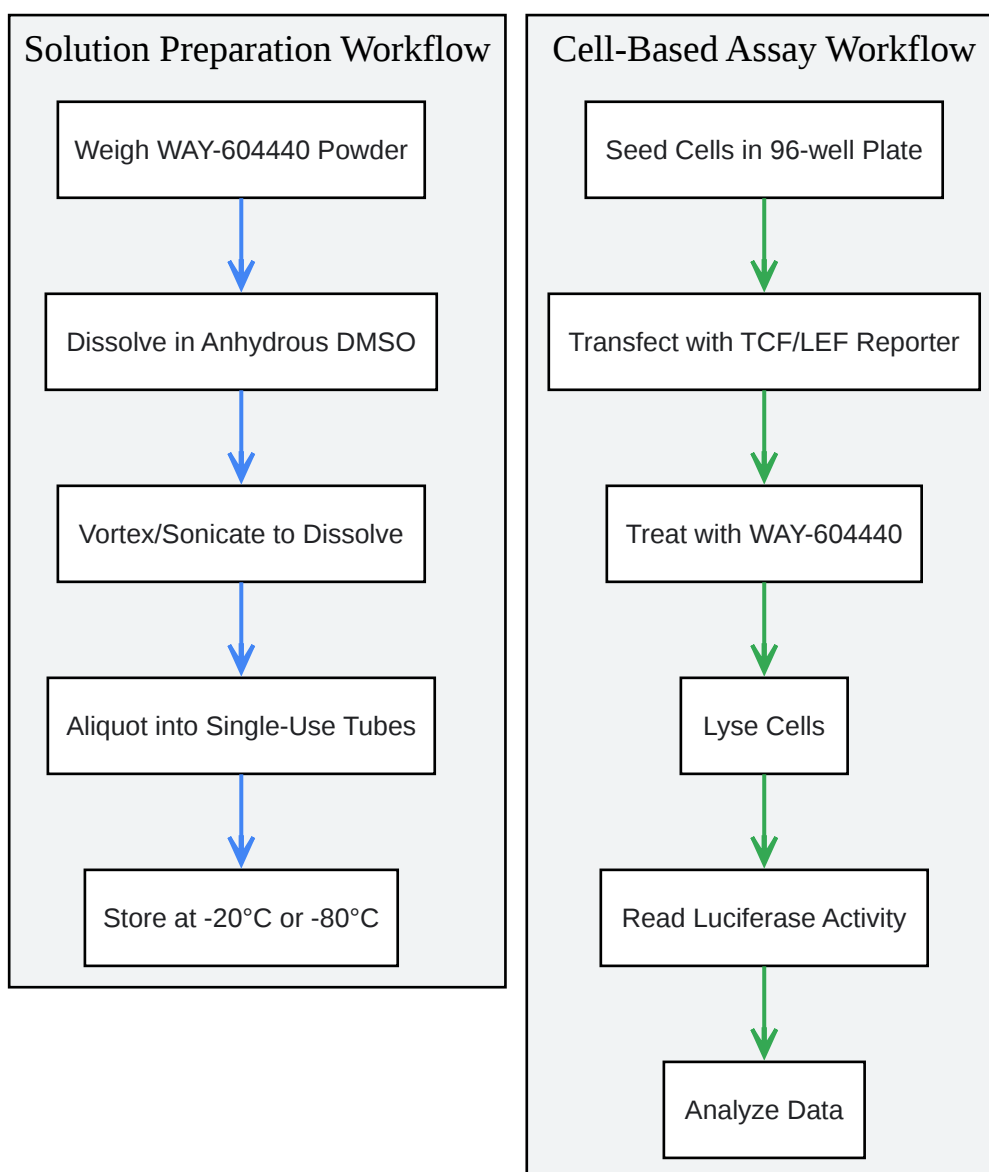 Solution Preparation Workflow
Weigh WAY-604440 Powder
Dissolve in Anhydrous DMSO
Vortex/Sonicate to Dissolve
Aliquot into Single-Use Tubes
Store at -20°C or -80°C
Cell-Based Assay Workflow
Seed Cells in 96-well Plate
Transfect with TCF/LEF Reporter
Treat with WAY-604440
Lyse Cells
Read Luciferase Activity
Analyze Data